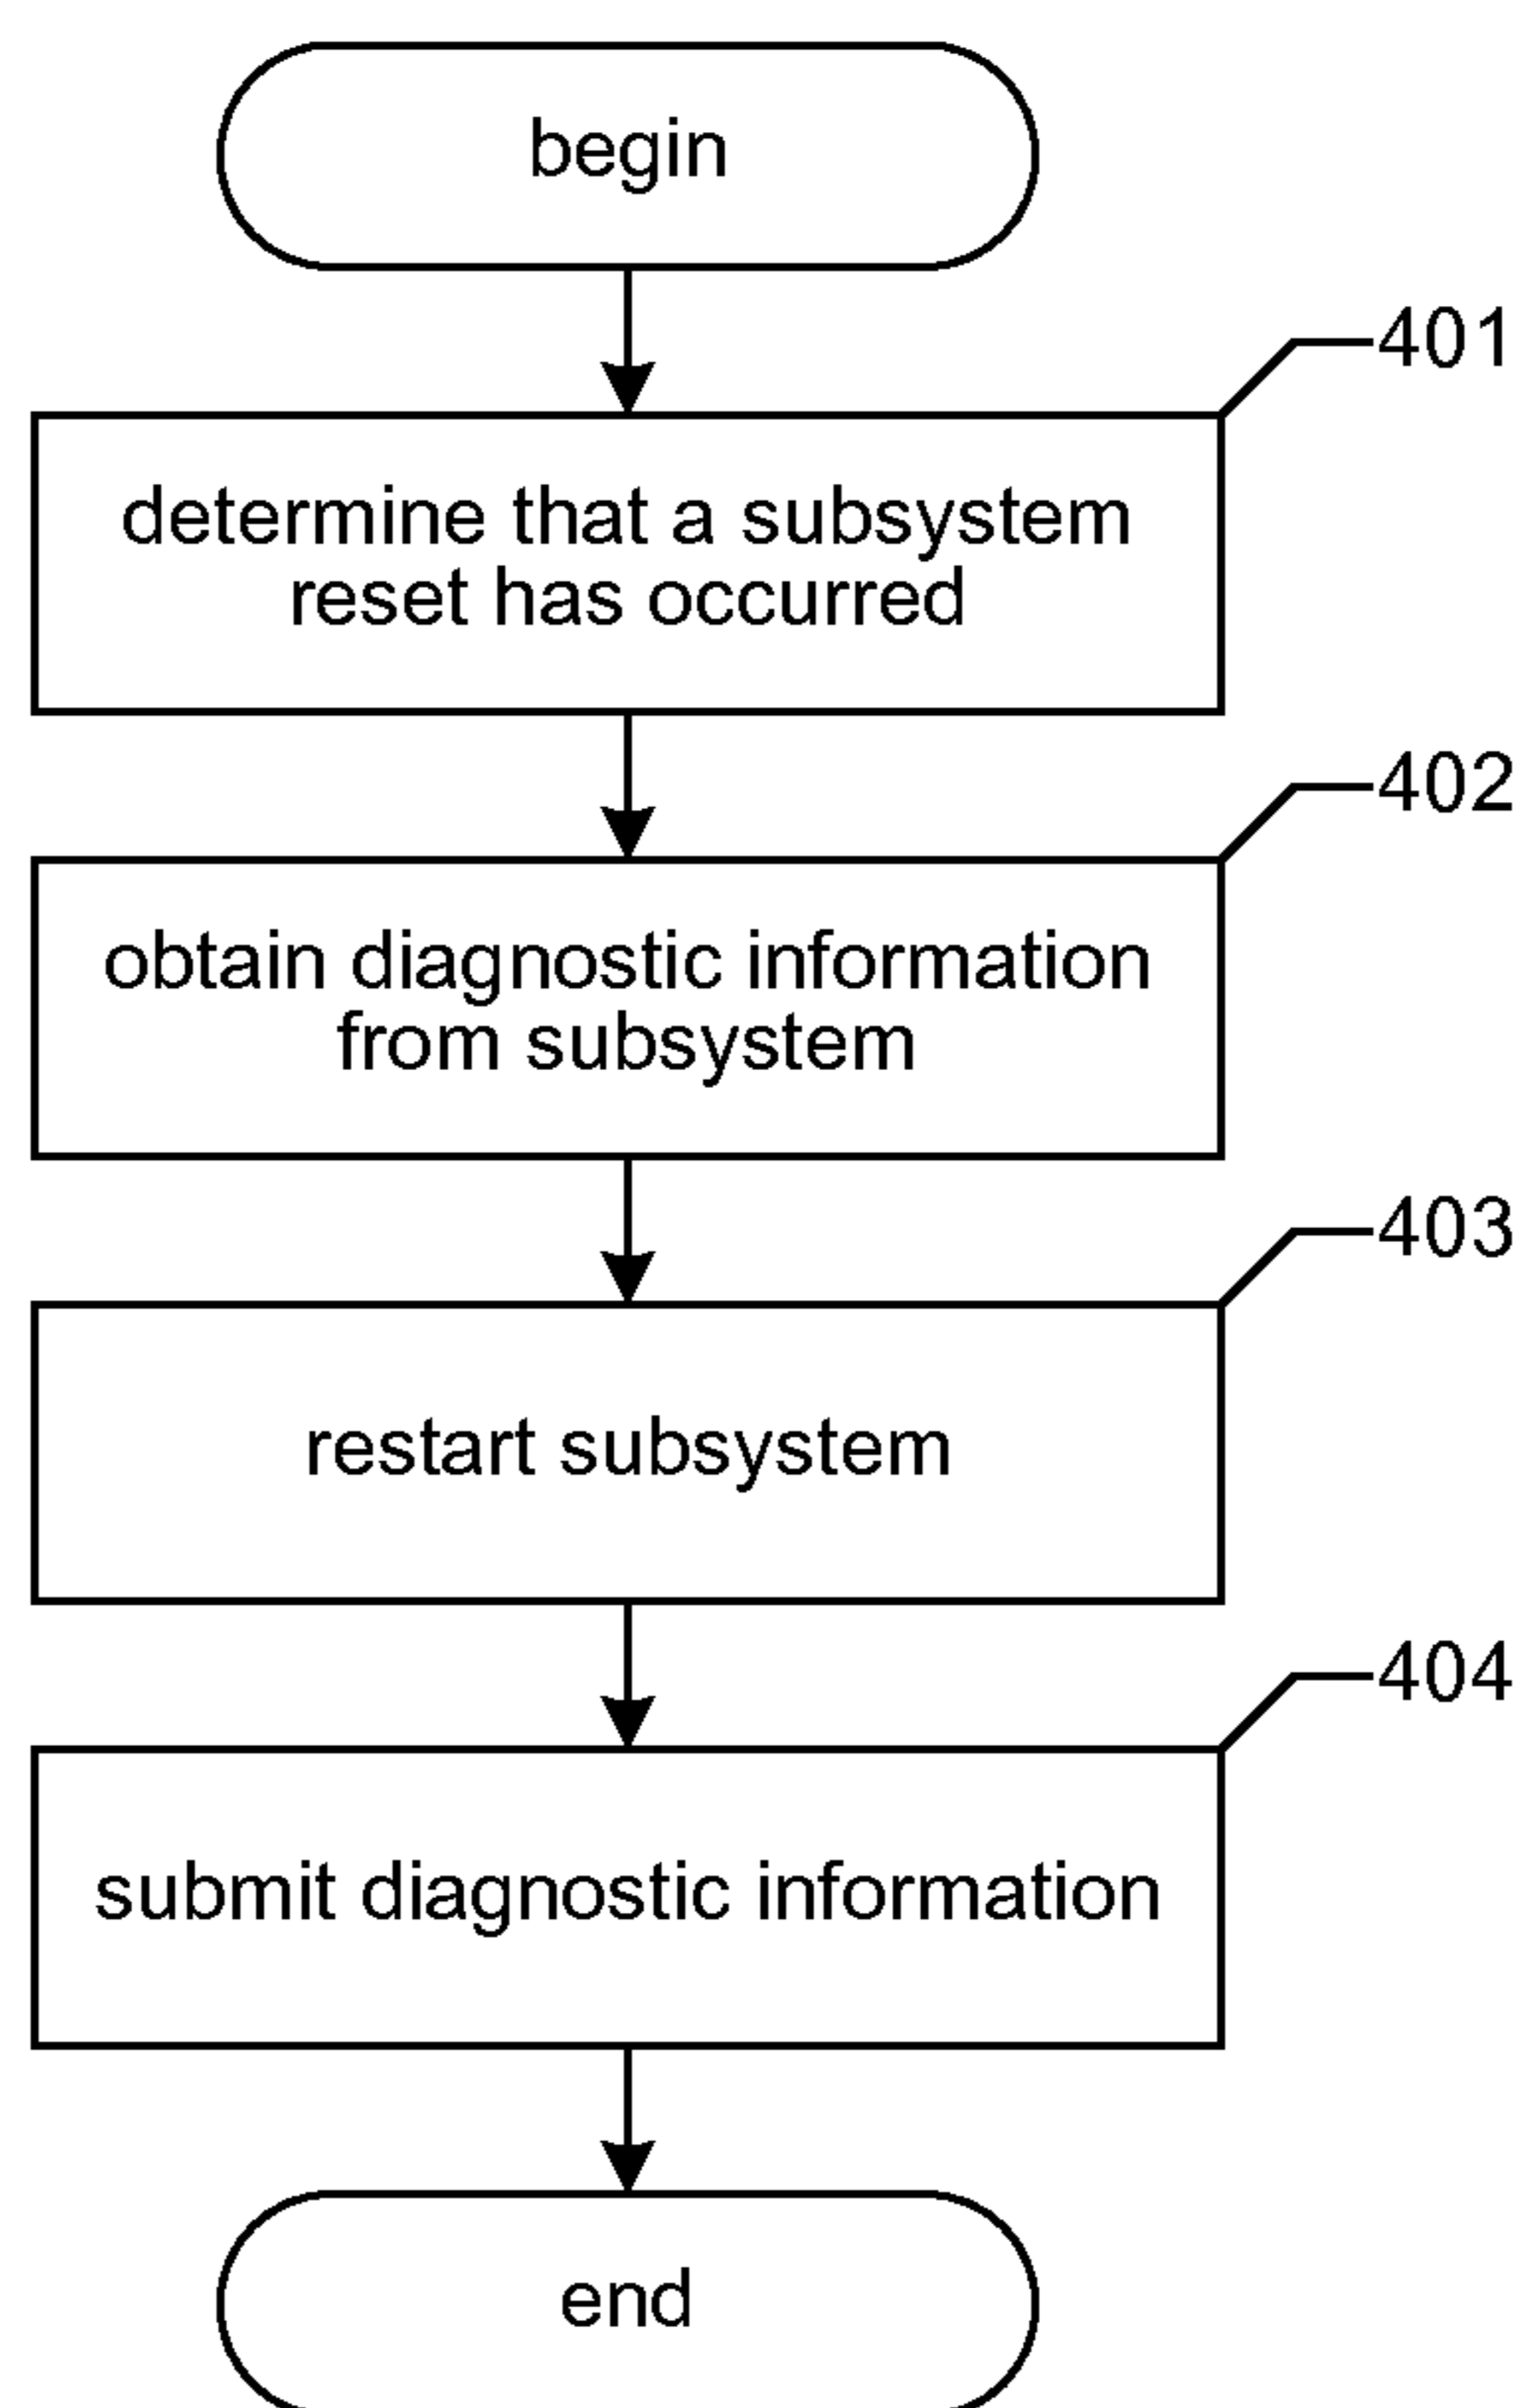 begin
401
determine that a subsystem
reset has occurred
402
obtain diagnostic information
from subsystem
403
restart subsystem
404
submit diagnostic information
end